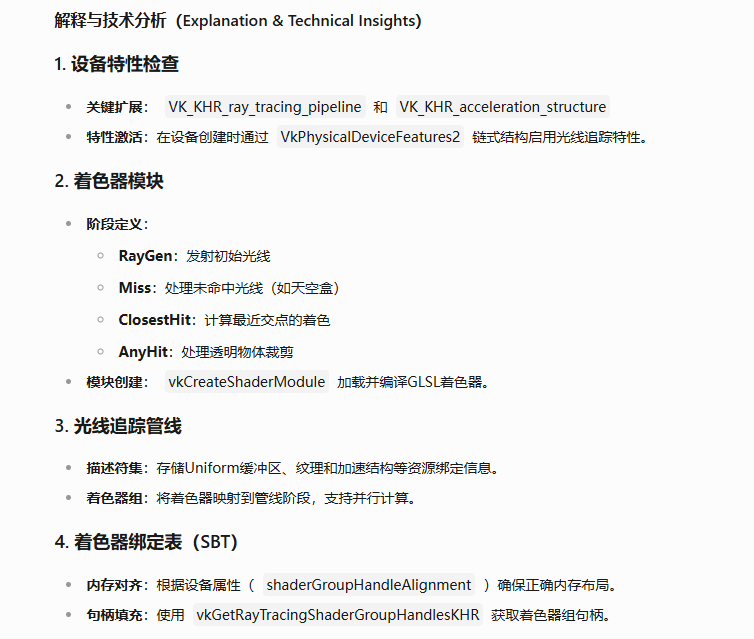 解释与技术分析（Explanation & Technical Insights）
1. 设备特性检查
关键扩展： VK_KHR_ray_tracing_pipeline 和 VK_KHR_acceleration_structure
特性激活：在设备创建时通过 VkPhysicalDeviceFeatures2 链式结构启用光线追踪特性。
2. 着色器模块
阶段定义：
RayGen：发射初始光线
Miss：处理未命中光线（如天空盒）
ClosestHit：计算最近交点的着色
AnyHit：处理透明物体裁剪
模块创建： vkCreateShaderModule 加载并编译GLSL着色器。
3. 光线追踪管线
描述符集：存储Uniform缓冲区、纹理和加速结构等资源绑定信息。
着色器组：将着色器映射到管线阶段，支持并行计算。
4. 着色器绑定表（SBT）
内存对齐：根据设备属性（ shaderGroupHandleAlignment ）确保正确内存布局。
句柄填充：使用 vkGetRayTracingShaderGroupHandlesKHR 获取着色器组句柄。